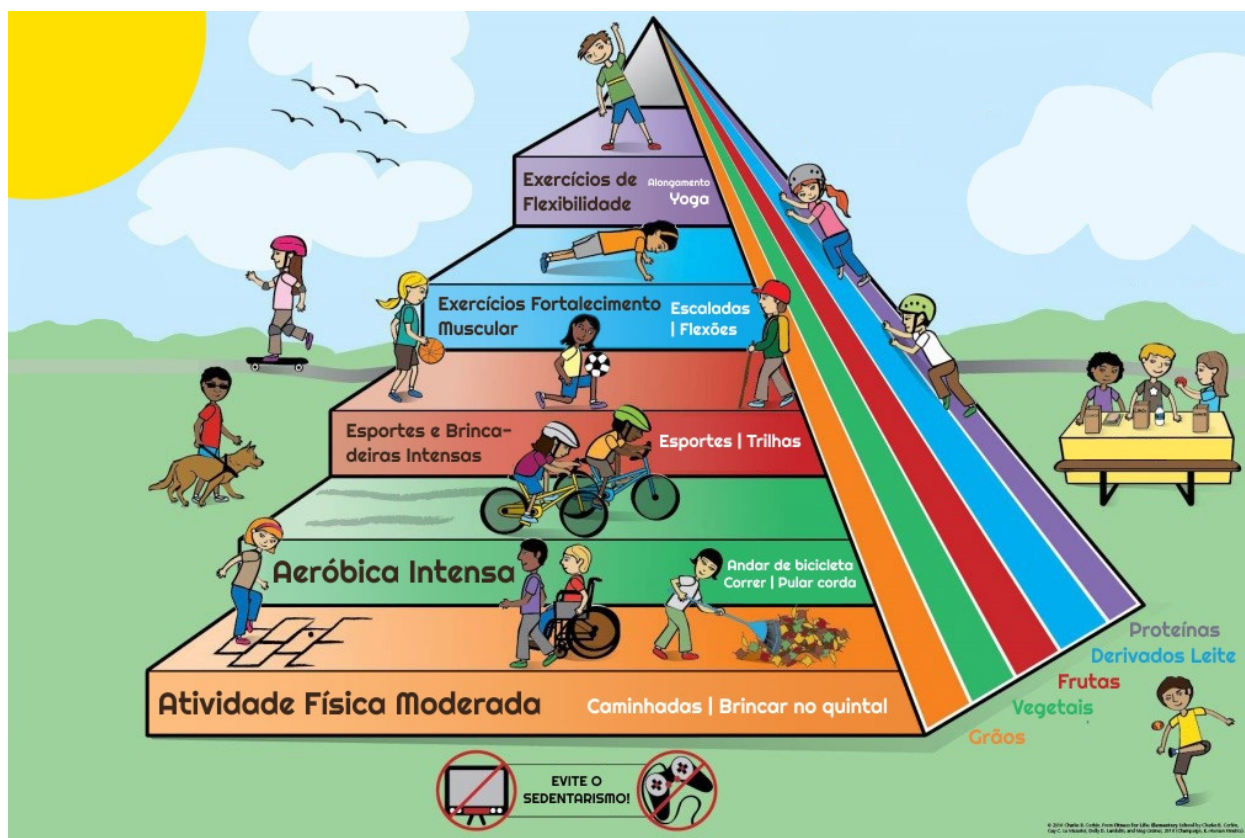 Exercícios de
Flexibilidade
Alongamento
Yoga
Exercícios Fortalecimento
Muscular
Escaladas
| Flexões
Esportes e Brinca-
deiras Intensas
Esportes | Trilhas
Aeróbica Intensa
Andar de bicicleta
Correr | Pular corda
Atividade Física Moderada
Caminhadas | Brincar no quintal
Proteínas
Derivados Leite
Frutas
Vegetais
Grãos
EVITE O
SEDENTARISMO!